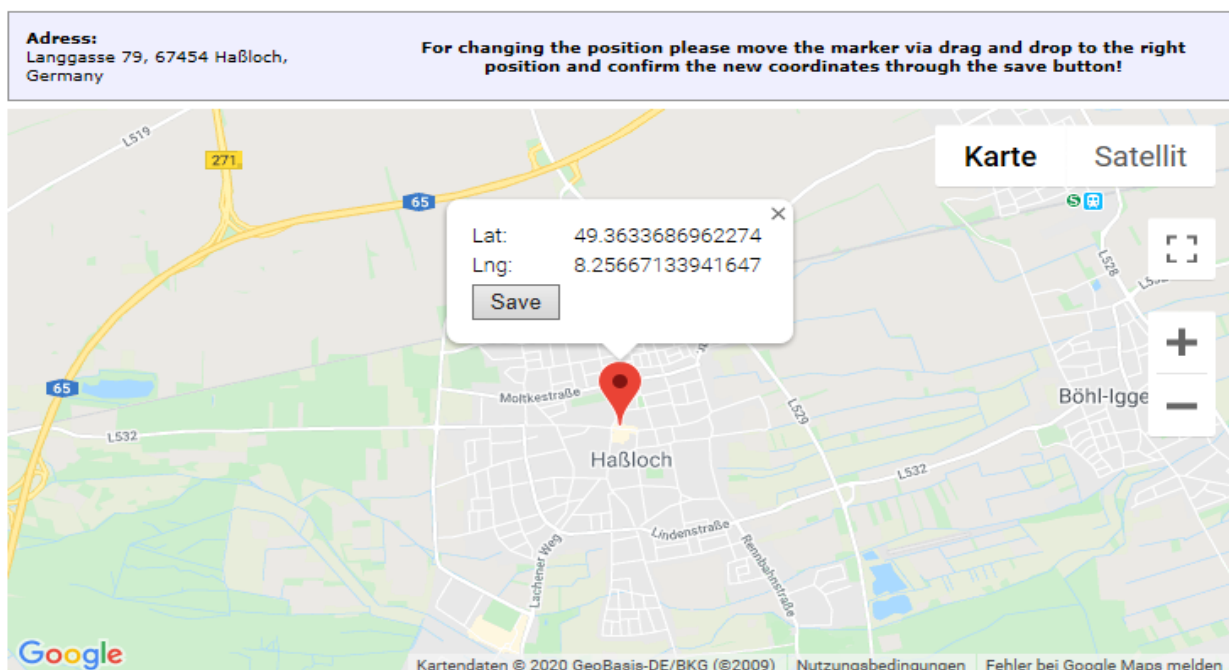 Adress:
Langgasse 79, 67454 Haßloch,
Germany
For changing the position please move the marker via drag and drop to the right
position and confirm the new coordinates through the save button!
L519
271
65
Karte
Satellit
S
Lat: 49.3633686962274
Lng: 8.25667133941647
Save
L528
65
Moltkestraße
Böhl-Igge
L532
L529
Haßloch
L532
Lindenstraße
Lachener Weg
Rennbahnstraße
Google
Kartendaten © 2020 GeoBasis-DE/BKG (©2009)
Nutzungsbedingungen
Fehler bei Google Maps melden